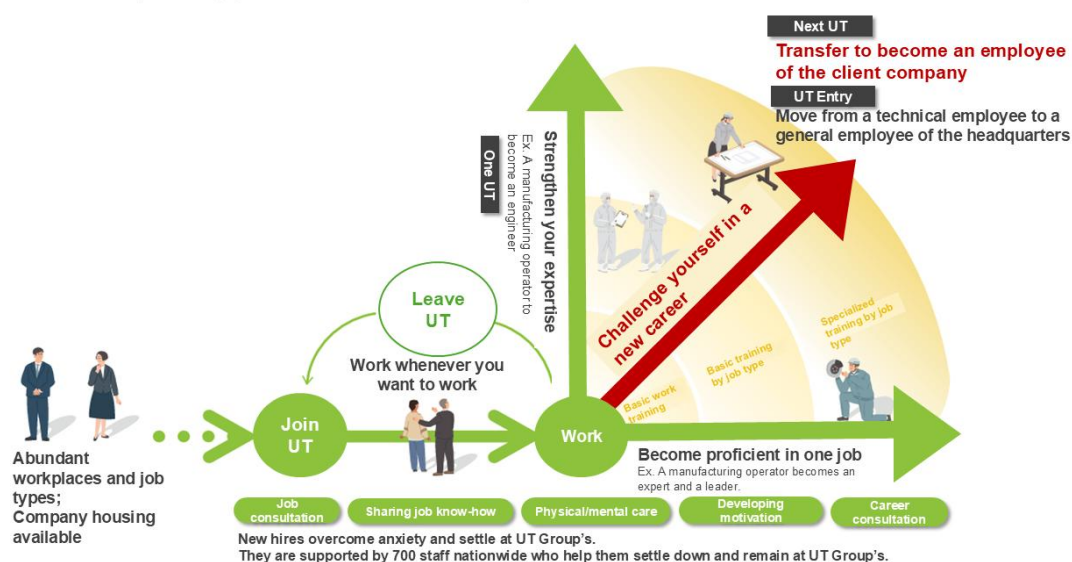 Next UT
Transfer to become an employee
of the client company
UT Entry
Move from a technical employee to a
general employee of the headquarters
Strengthen your expertise
Ex. A manufacturing operator to
become an engineer
One UT
Challenge yourself in a
new career
Leave
UT
Work whenever you
want to work
Join
UT
Work
Basic work
training
Basic training
by job type
Specialized
training by job
type
Abundant
workplaces and job
types;
Company housing
available
Become proficient in one job
Ex. A manufacturing operator becomes an
expert and a leader.
Job
consultation
Sharing job know-how
Physical/mental care
Developing
motivation
Career
consultation
New hires overcome anxiety and settle at UT Group's.
They are supported by 700 staff nationwide who help them settle down and remain at UT Group's.